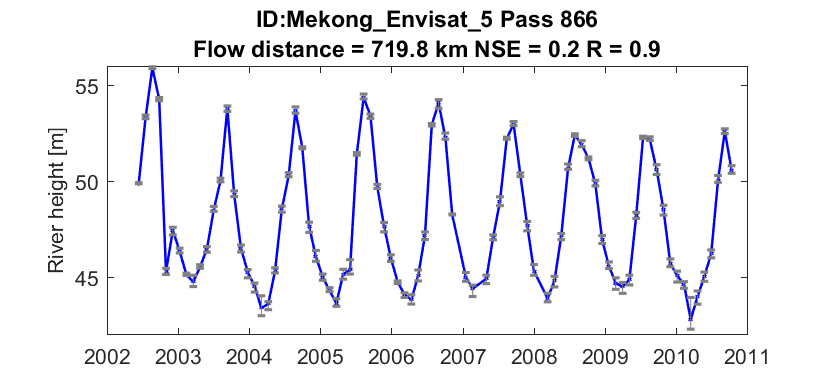 ID:Mekong_Envisat_5 Pass 866
Flow distance = 719.8 km NSE = 0.2 R = 0.9
River height [m]
55
50
45
2002 2003 2004 2005 2006 2007 2008 2009 2010 2011